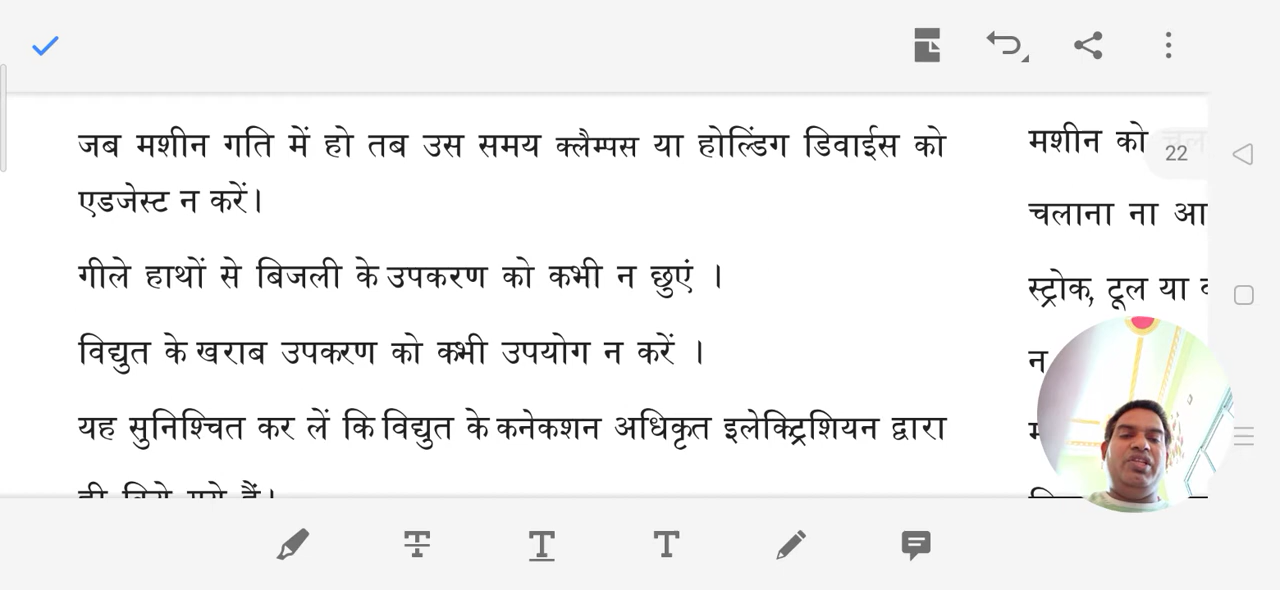 जब मशीन गति में हो तब उस समय क्लैम्पस या होल्डिंग डिवाईस को
एडजेस्ट न करें।
गीले हाथों से बिजली के उपकरण को कभी न छुएं ।
विद्युत के खराब उपकरण को कभी उपयोग न करें ।
यह सुनिश्चित कर लें कि विद्युत के कनेकशन अधिकृत इलेक्ट्रिशियन द्वारा
ही किये गये हैं।
मशीन को
22
चलाना ना आ
स्ट्रोक, टूल या
न